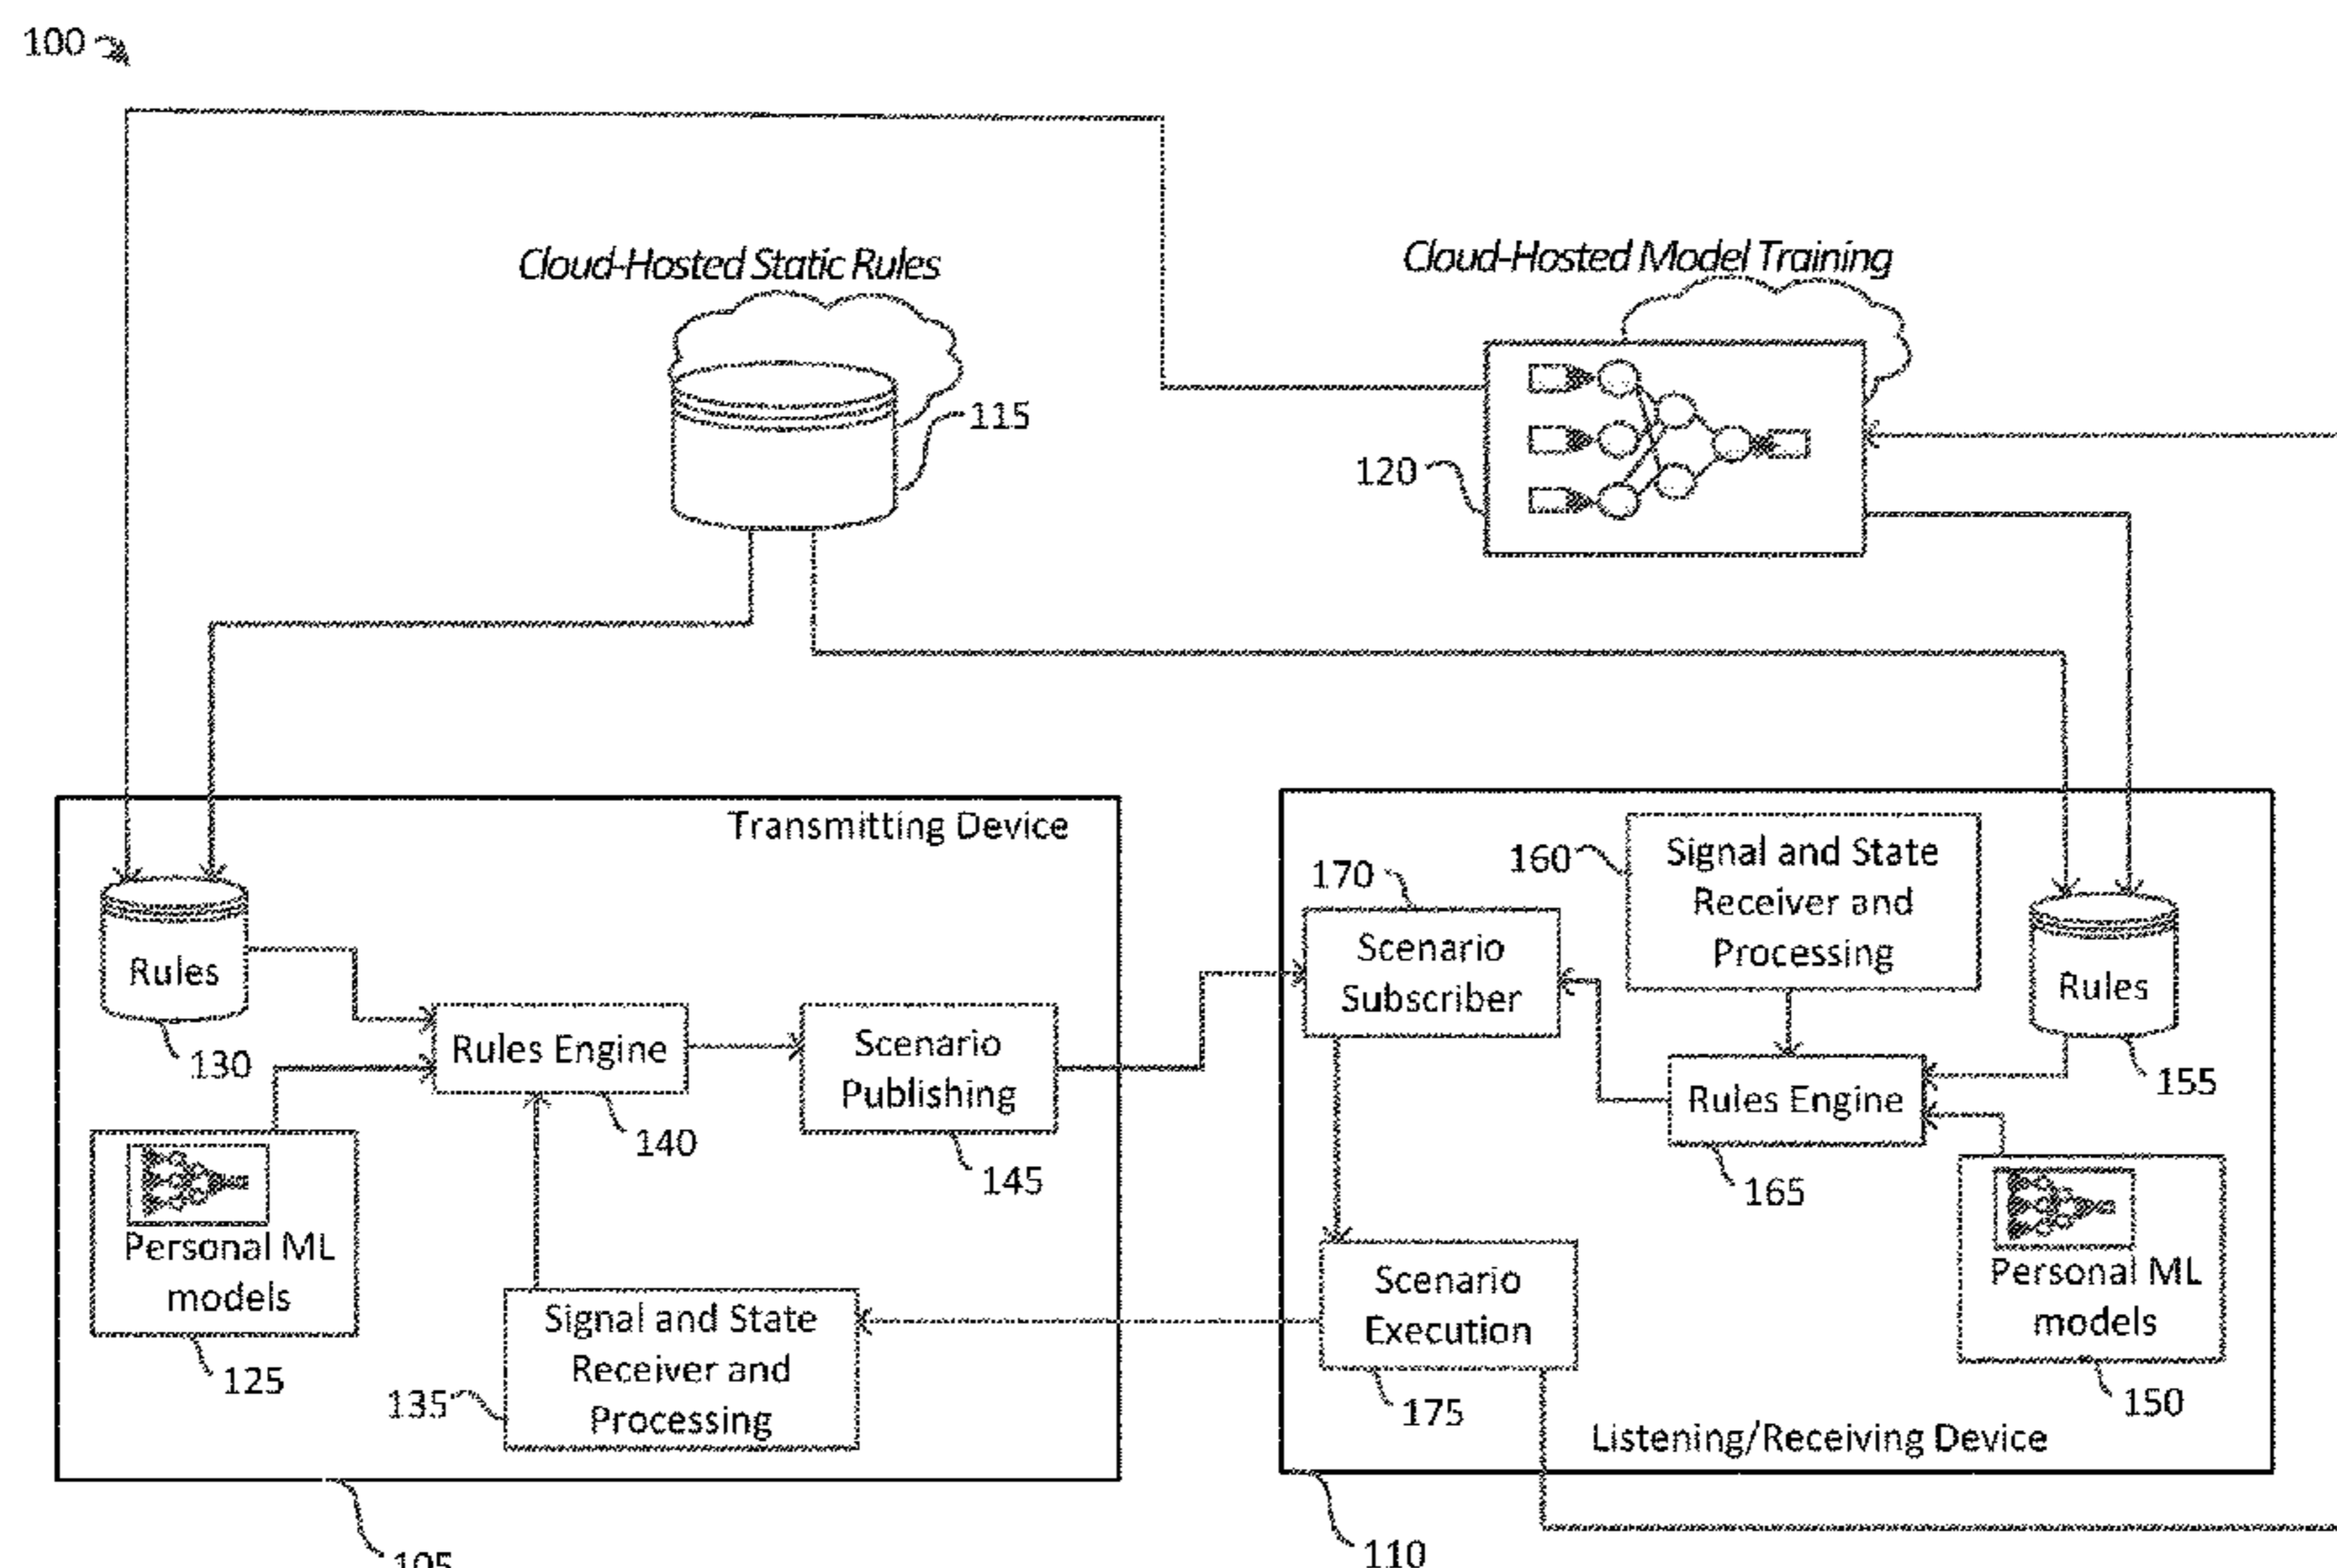 100
Cloud-Hosted Static Rules
Cloud-Hosted Model Training
115
120
Transmitting Device
Rules
130
Rules Engine
140
Scenario
Publishing
145
Personal ML
models
125
Signal and State
Receiver and
Processing
135
105
170
Scenario
Subscriber
160
Signal and State
Receiver and
Processing
Rules
155
Rules Engine
165
Scenario
Execution
175
Personal ML
models
150
Listening/Receiving Device
110